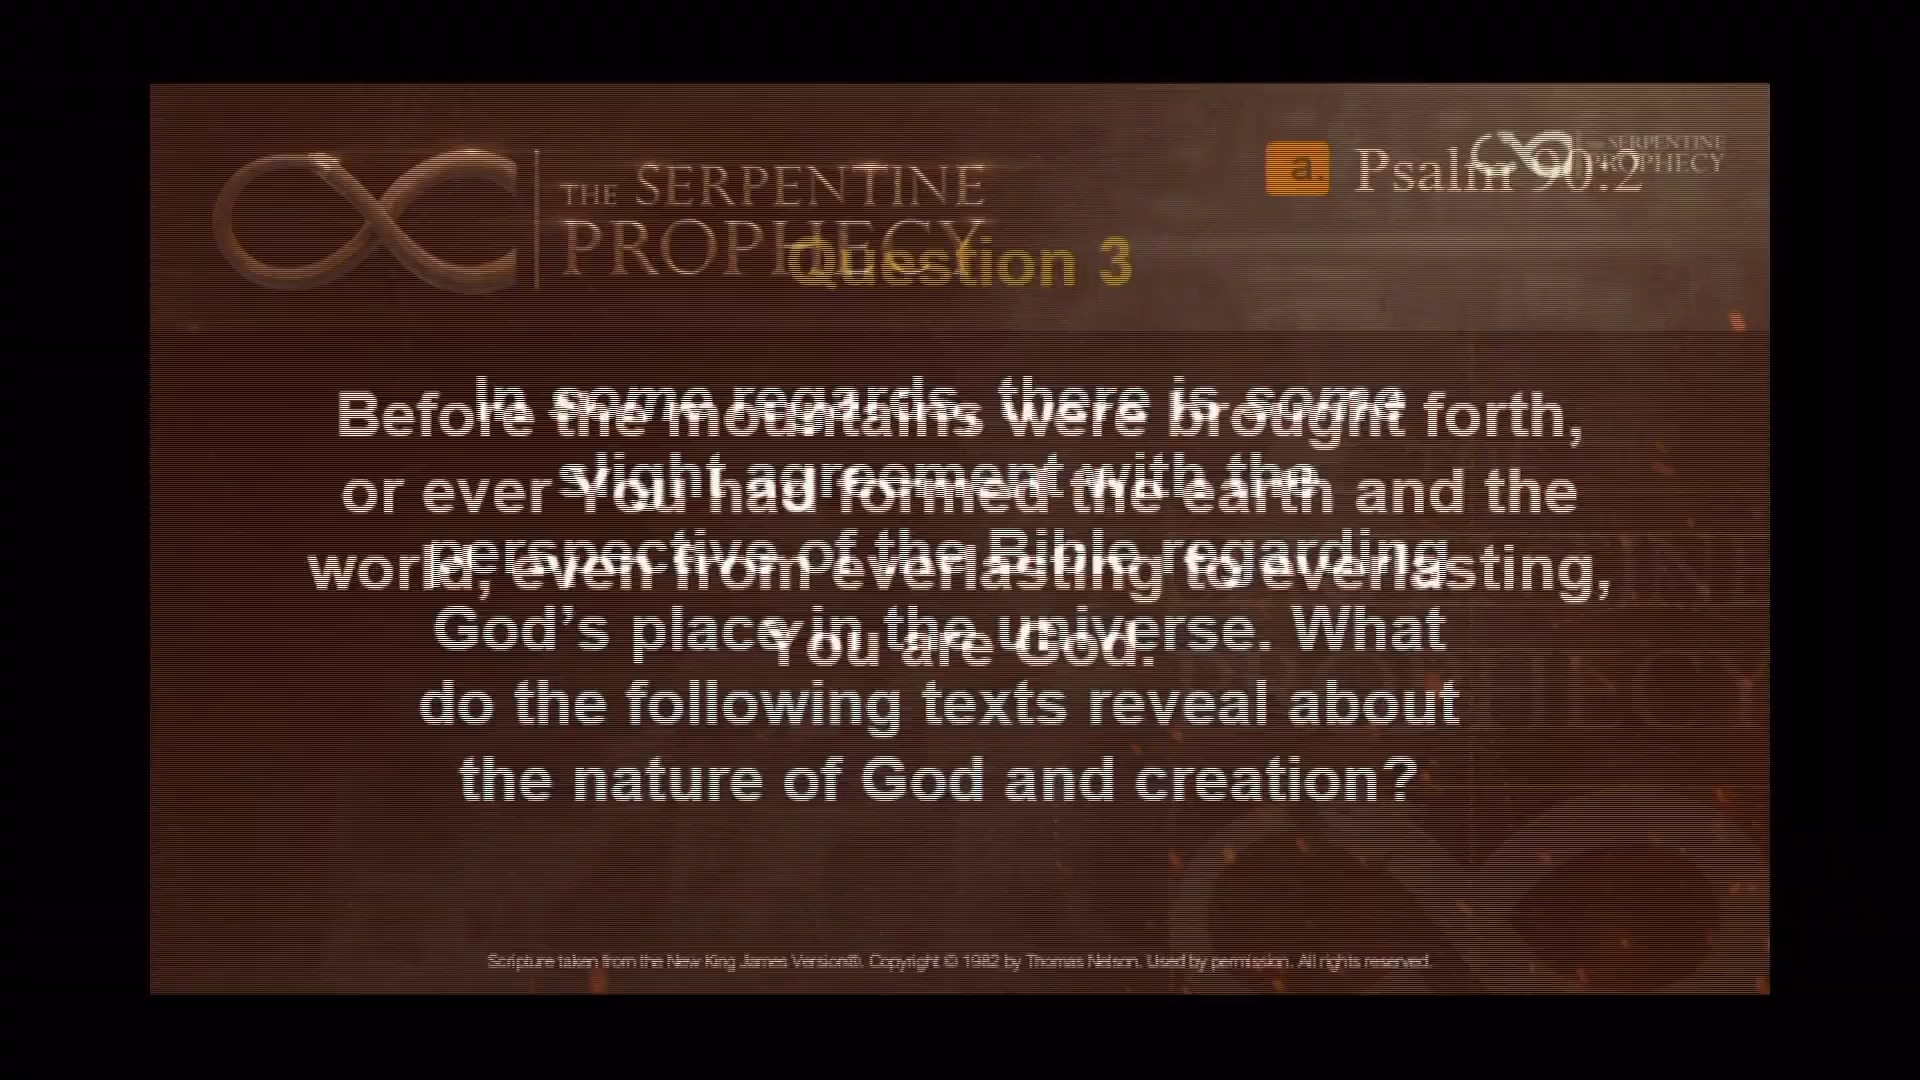 THE SERPENTINE
PROPHECY
a. Psalm 90:2
THE SERPENTINE
PROPHECY
Question 3
In some regards, there is some
slight agreement with the
perspective of the Bible regarding
God’s place in the universe. What
do the following texts reveal about
the nature of God and creation?
Before the mountains were brought forth,
or ever You had formed the earth and the
world, even from everlasting to everlasting,
You are God.
Scripture taken from the New King James Version®. Copyright © 1982 by Thomas Nelson. Used by permission. All rights reserved.